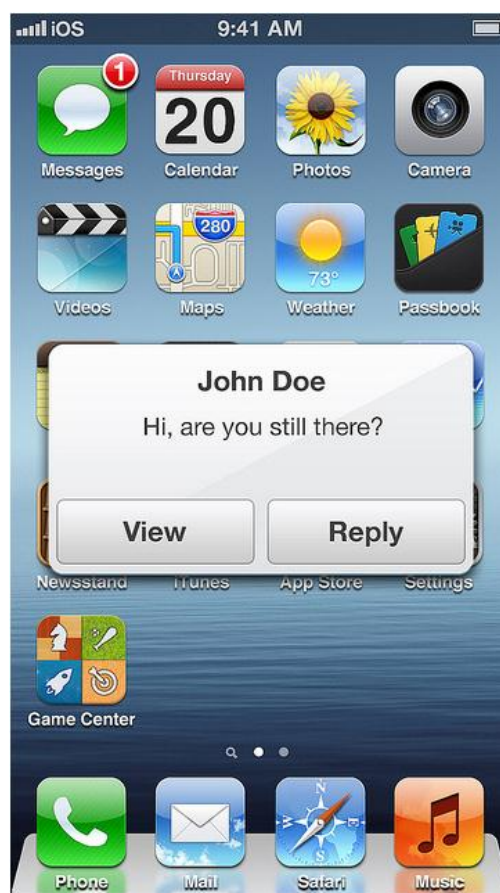 iOS 9:41 AM
1
Thursday
20
Messages Calendar Photos Camera
280
73°
Videos Maps Weather Passbook
John Doe
Hi, are you still there?
View Reply
Newsstand iTunes App Store Settings
Game Center
N
W E
S
Phone Mail Safari Music